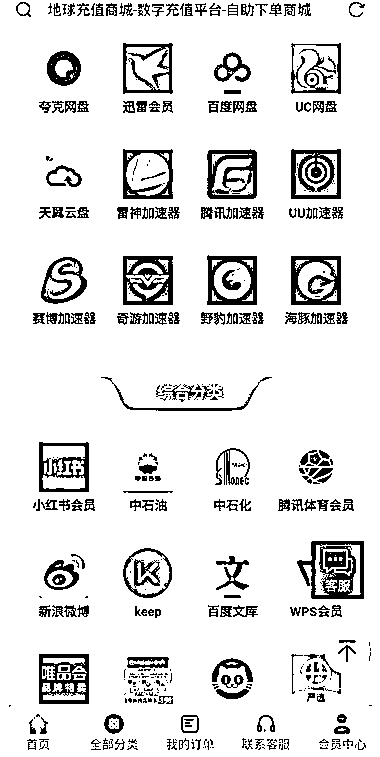 地球充值商城-数字充值平台-自助下单商城
夸克网盘 迅雷会员 百度网盘 UC网盘
天翼云盘 雷神加速器 腾讯加速器 UU加速器
赛博加速器 奇游加速器 野豹加速器 海豚加速器
综合分类
小红书
SINOPEC
小红书会员 中石油 中石化 腾讯体育会员
文
客服
新浪微博 keep 百度文库 WPS会员
唯品会
品牌特卖
严选
首页 全部分类 我的订单 联系客服 会员中心